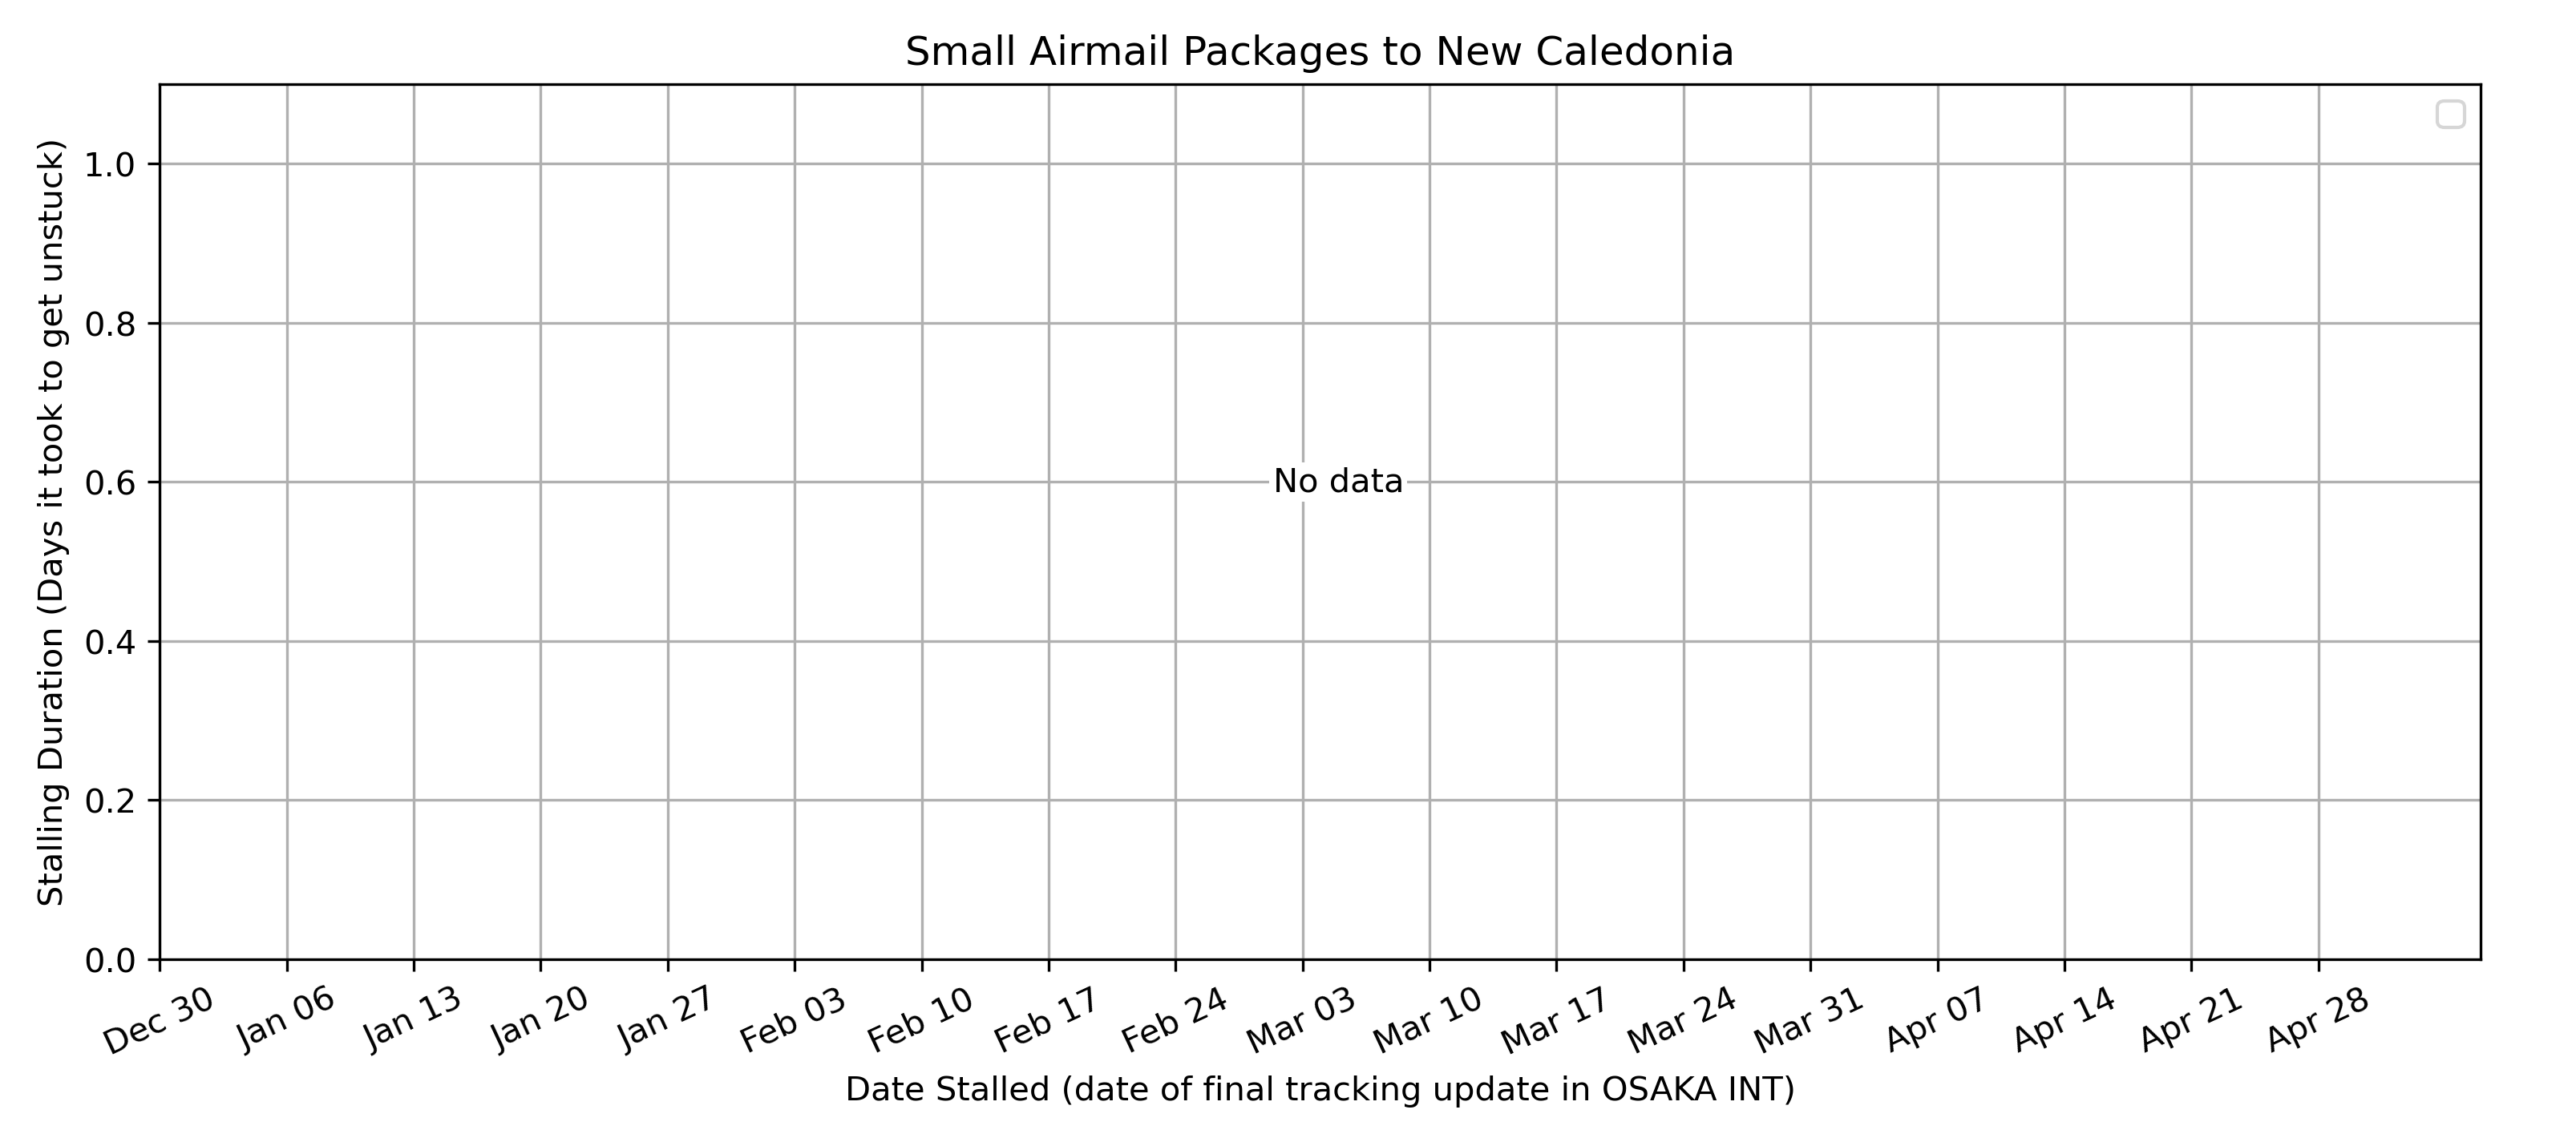 Small Airmail Packages to New Caledonia
Stalling Duration (Days it took to get unstuck)
1.0
0.8
0.6
0.4
0.2
0.0
No data
Dec 30 Jan 06 Jan 13 Jan 20 Jan 27 Feb 03 Feb 10 Feb 17 Feb 24 Mar 03 Mar 10 Mar 17 Mar 24 Mar 31 Apr 07 Apr 14 Apr 21 Apr 28
Date Stalled (date of final tracking update in OSAKA INT)